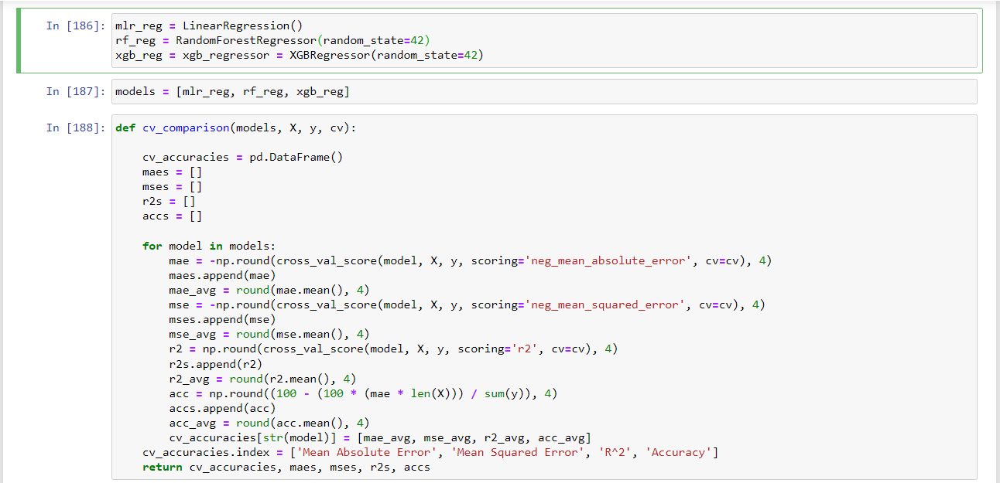 In [186]: mlr_reg = LinearRegression()
rf_reg = RandomForestRegressor(random_state=42)
xgb_reg = xgb_regressor = XGBRegressor(random_state=42)
In [187]: models = [mlr_reg, rf_reg, xgb_reg]
In [188]: def cv_comparison(models, X, y, cv):
cv_accuracies = pd.DataFrame()
maes = []
mses = []
r2s = []
accs = []
for model in models:
mae = -np.round(cross_val_score(model, X, y, scoring='neg_mean_absolute_error', cv=cv), 4)
maes.append(mae)
mae_avg = round(mae.mean(), 4)
mse = -np.round(cross_val_score(model, X, y, scoring='neg_mean_squared_error', cv=cv), 4)
mses.append(mse)
mse_avg = round(mse.mean(), 4)
r2 = np.round(cross_val_score(model, X, y, scoring='r2', cv=cv), 4)
r2s.append(r2)
r2_avg = round(r2.mean(), 4)
acc = np.round((100 - (100 * (mae * len(X))) / sum(y)), 4)
accs.append(acc)
acc_avg = round(acc.mean(), 4)
cv_accuracies[str(model)] = [mae_avg, mse_avg, r2_avg, acc_avg]
cv_accuracies.index = ['Mean Absolute Error', 'Mean Squared Error', 'R^2', 'Accuracy']
return cv_accuracies, maes, mses, r2s, accs